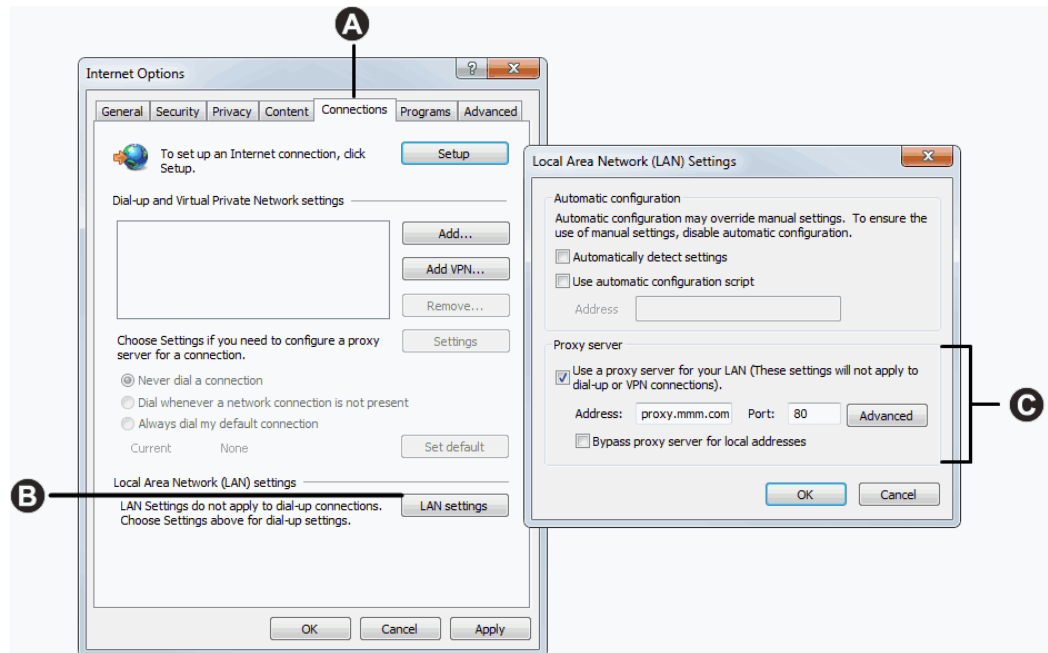 A
Internet Options
General Security Privacy Content Connections Programs Advanced
To set up an Internet connection, click
Setup.
Setup
Dial-up and Virtual Private Network settings
Add...
Add VPN...
Remove...
Choose Settings if you need to configure a proxy
server for a connection.
Settings
Never dial a connection
Dial whenever a network connection is not present
Always dial my default connection
Current None
Set default
Local Area Network (LAN) settings
B
LAN Settings do not apply to dial-up connections.
Choose Settings above for dial-up settings.
LAN settings
OK Cancel Apply
Local Area Network (LAN) Settings
Automatic configuration
Automatic configuration may override manual settings. To ensure the
use of manual settings, disable automatic configuration.
Automatically detect settings
Use automatic configuration script
Address
Proxy server
Use a proxy server for your LAN (These settings will not apply to
dial-up or VPN connections).
Address: proxy.mmm.com Port: 80 Advanced
C
Bypass proxy server for local addresses
OK Cancel